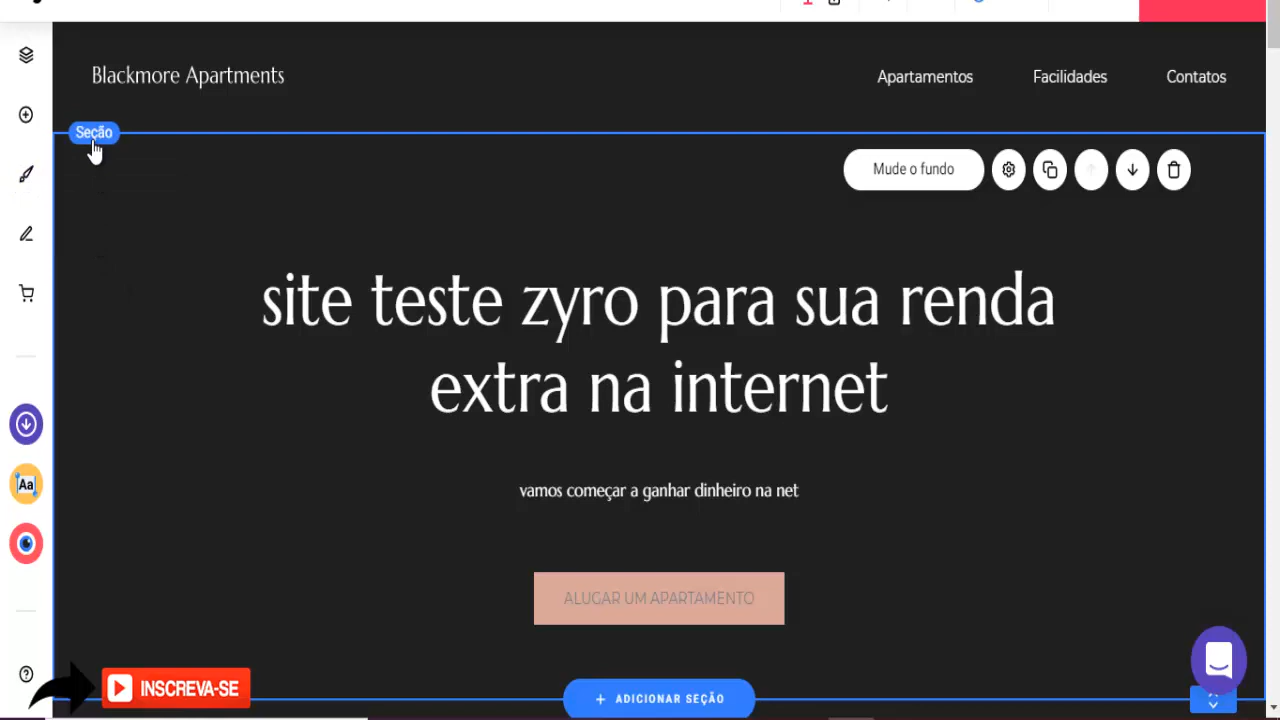 Blackmore Apartments
Apartamentos
Facilidades
Contatos
Seção
Mude o fundo
site teste zyro para sua renda
extra na internet
vamos começar a ganhar dinheiro na net
Aa
ALUGAR UM APARTAMENTO
INSCREVA-SE
+ ADICIONAR SEÇÃO